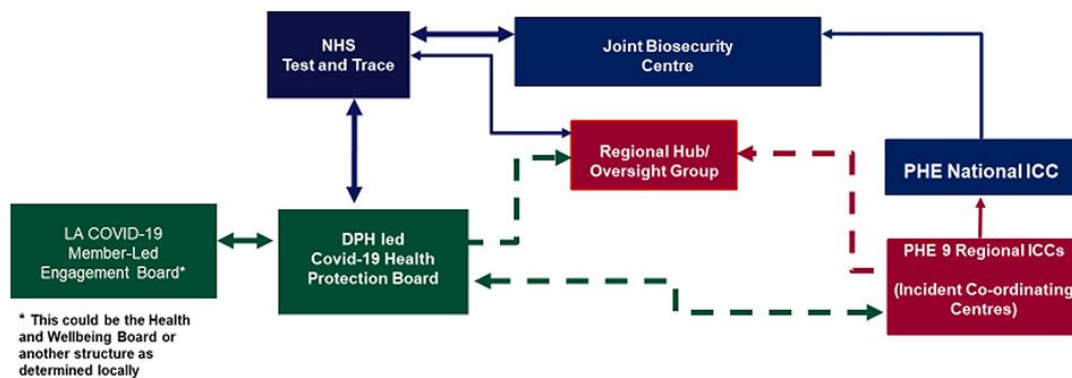 NHS
Test and Trace
Joint Biosecurity
Centre
Regional Hub/
Oversight Group
PHE National ICC
LA COVID-19
Member-Led
Engagement Board*
DPH led
Covid-19 Health
Protection Board
PHE 9 Regional ICCs
(Incident Co-ordinating
Centres)
* This could be the Health
and Wellbeing Board or
another structure as
determined locally